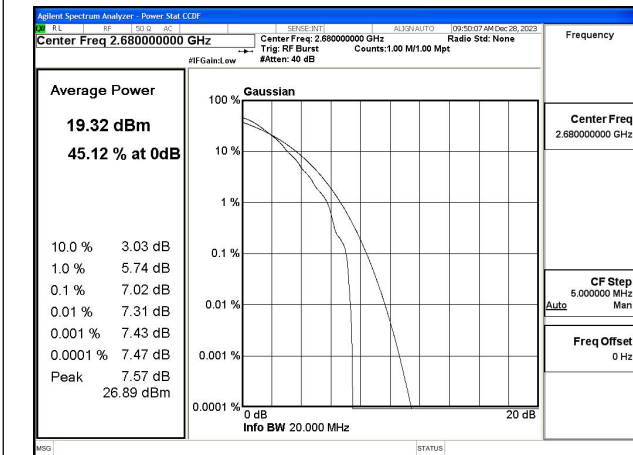 Agilent Spectrum Analyzer - Power Stat CCDF
RL RF 50 Ω AC SENSE:INT ALIGNAUTO 09:50:07 AM Dec 28, 2023
Center Freq 2.680000000 GHz
Center Freq: 2.680000000 GHz Radio Std: None
Trig: RF Burst Counts:1.00 M/1.00 Mpt
#IFGain:Low #Atten: 40 dB
Frequency
Average Power
19.32 dBm
45.12 % at 0dB
10.0 % 3.03 dB
1.0 % 5.74 dB
0.1 % 7.02 dB
0.01 % 7.31 dB
0.001 % 7.43 dB
0.0001 % 7.47 dB
Peak 7.57 dB
26.89 dBm
Gaussian
100 %
10 %
1 %
0.1 %
0.01 %
0.001 %
0.0001 %
0 dB 20 dB
Info BW 20.000 MHz
Center Freq
2.680000000 GHz
CF Step
5.000000 MHz
Auto Man
Freq Offset
0 Hz
MSG STATUS